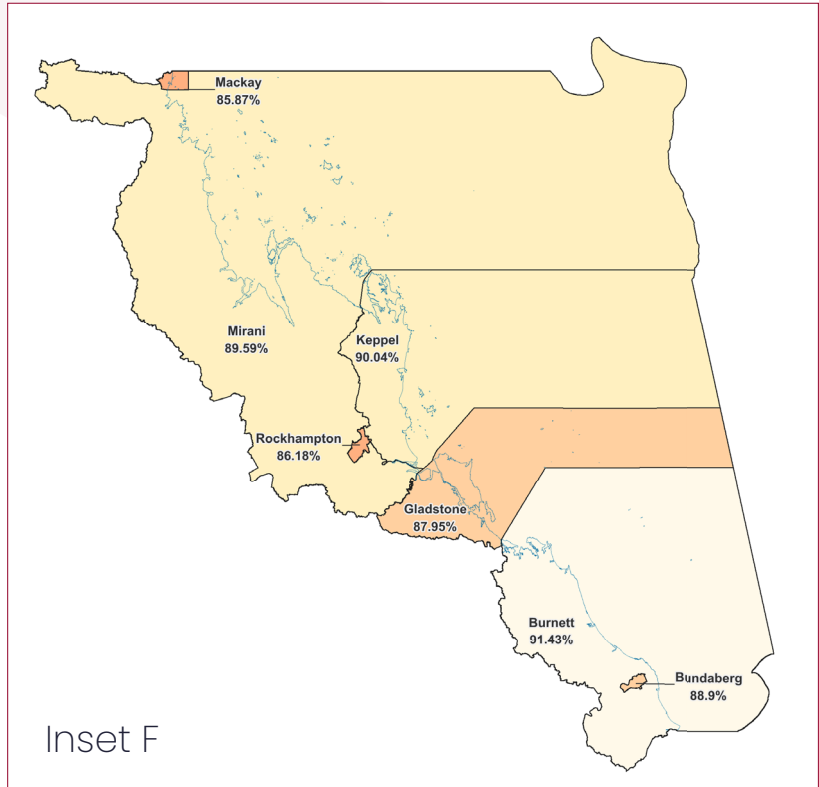 Mackay
85.87%
Mirani
89.59%
Keppel
90.04%
Rockhampton
86.18%
Gladstone
87.95%
Burnett
91.43%
Bundaberg
88.9%
Inset F